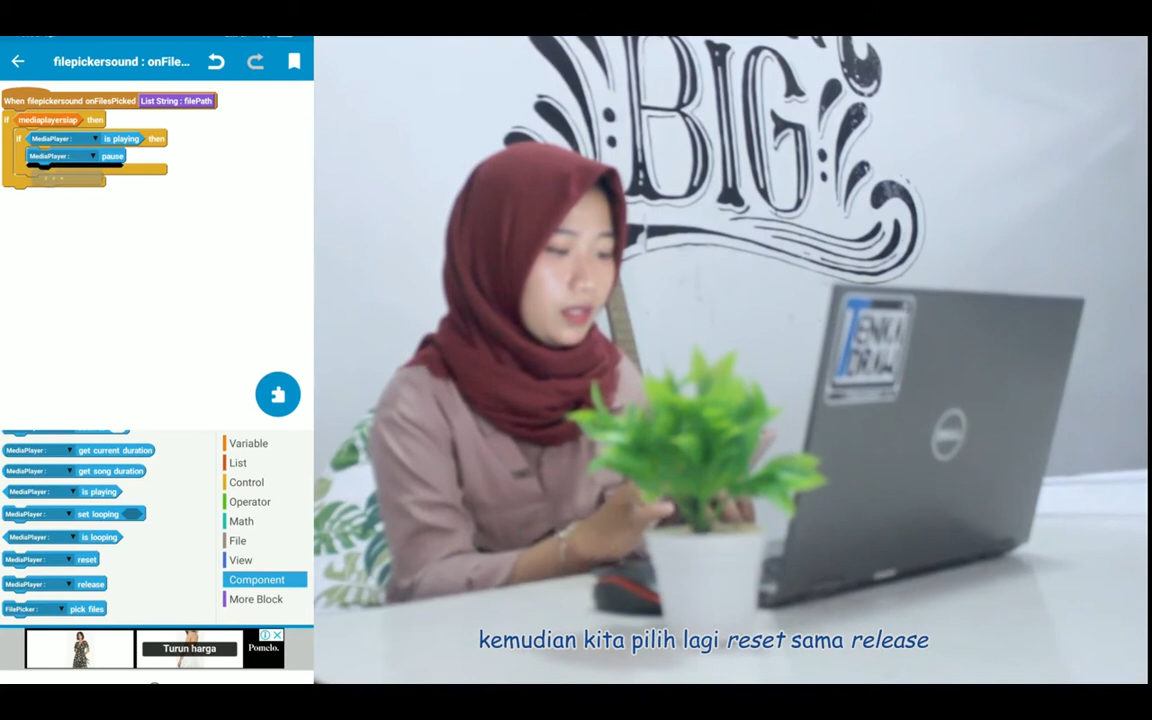 filepickersound : onFile...
When filepickersound onFilesPicked List String : filePath
if mediaplayersiap then
if MediaPlayer: is playing then
MediaPlayer: pause
MediaPlayer: get current duration
MediaPlayer: get song duration
MediaPlayer: is playing
MediaPlayer: set looping
MediaPlayer: is looping
MediaPlayer: reset
MediaPlayer: release
FilePicker: pick files
Variable
List
Control
Operator
Math
File
View
Component
More Block
Turun harga
Pomelo.
BIG
DELL
kemudian kita pilih lagi reset sama release